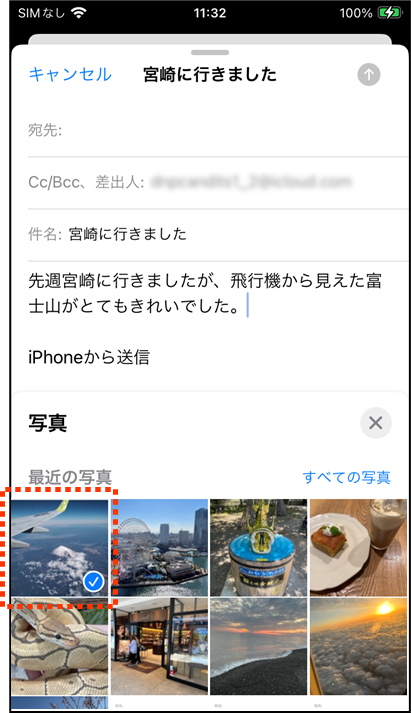 SIMなし 11:32 100%
キャンセル 宮崎に行きました
宛先:
Cc/Bcc、差出人:
件名: 宮崎に行きました
先週宮崎に行きましたが、飛行機から見えた富
士山がとてもきれいでした。
iPhoneから送信
写真
最近の写真 すべての写真